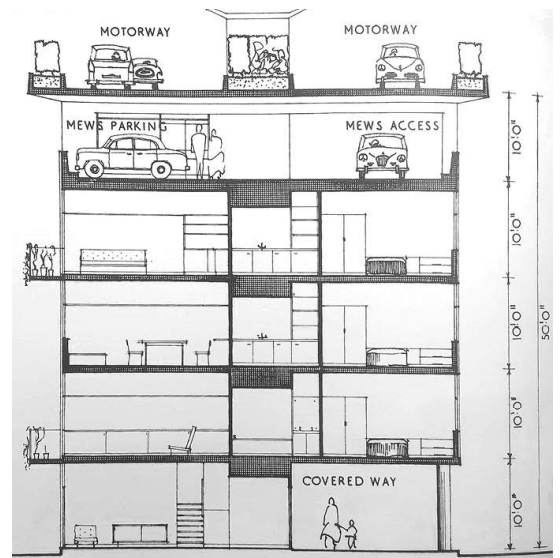 MOTORWAY
MOTORWAY
MEWS PARKING
MEWS ACCESS
10',0"
10',0"
10',0"
10',0"
10',0"
50',0"
COVERED WAY